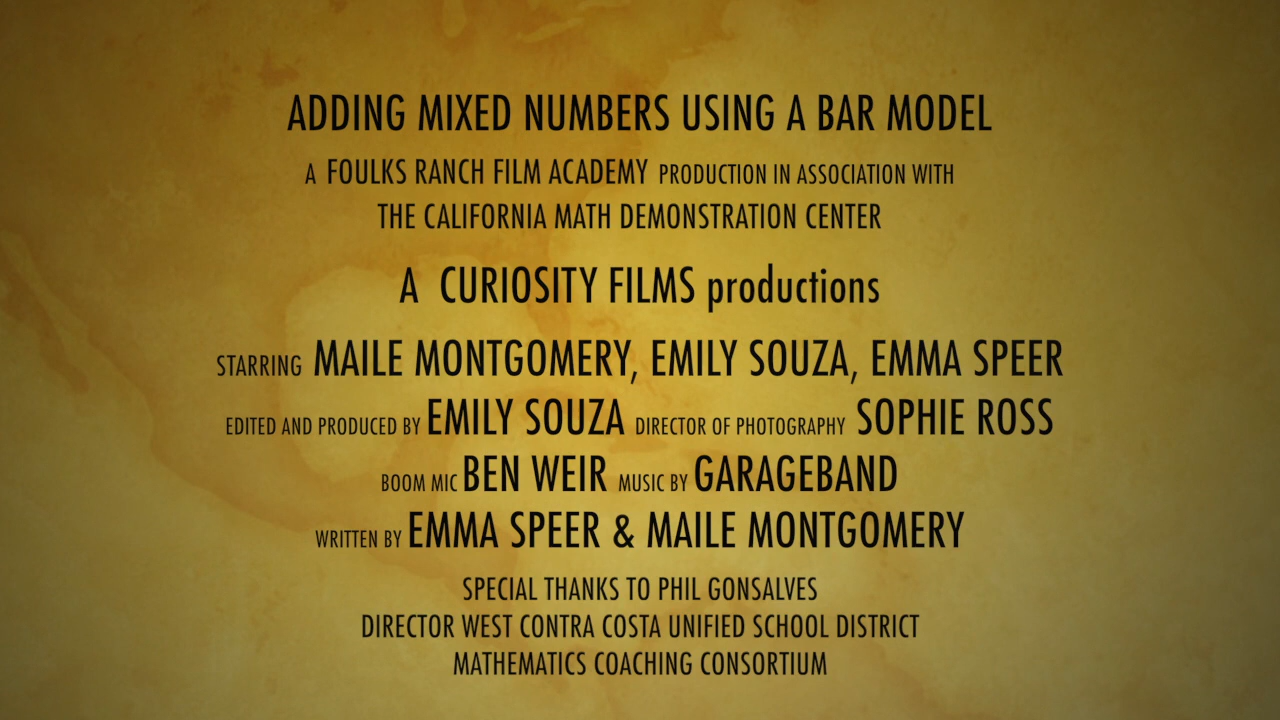 ADDING MIXED NUMBERS USING A BAR MODEL
A FOULKS RANCH FILM ACADEMY PRODUCTION IN ASSOCIATION WITH
THE CALIFORNIA MATH DEMONSTRATION CENTER
A CURIOSITY FILMS productions
STARRING MAILE MONTGOMERY, EMILY SOUZA, EMMA SPEER
EDITED AND PRODUCED BY EMILY SOUZA DIRECTOR OF PHOTOGRAPHY SOPHIE ROSS
BOOM MIC BEN WEIR MUSIC BY GARAGEBAND
WRITTEN BY EMMA SPEER & MAILE MONTGOMERY
SPECIAL THANKS TO PHIL GONSALVES
DIRECTOR WEST CONTRA COSTA UNIFIED SCHOOL DISTRICT
MATHEMATICS COACHING CONSORTIUM